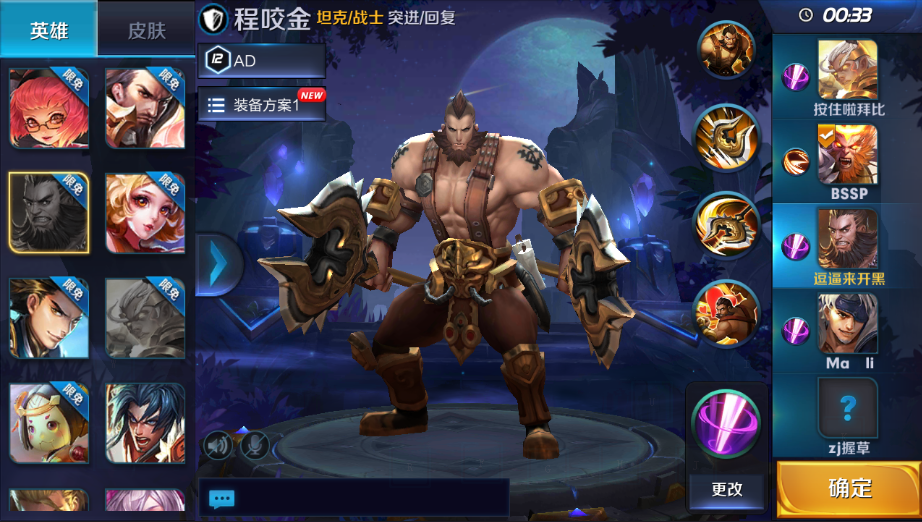 英雄
皮肤
程咬金 坦克/战士 突进/回复
00:33
12 AD
装备方案1 NEW
限免
限免
限免
限免
限免
限免
限免
按住啦拜比
BSSP
逗逼来开黑
Ma li
?
zj握草
更改
确定